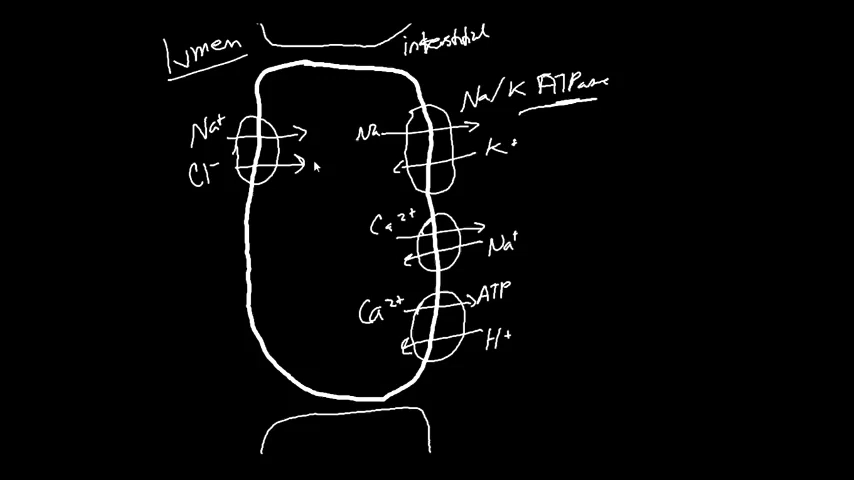 lumen
interstitial
Na/K ATPase
Na+
Cl-
Na
K+
Ca2+
Na+
Ca2+
ATP
H+